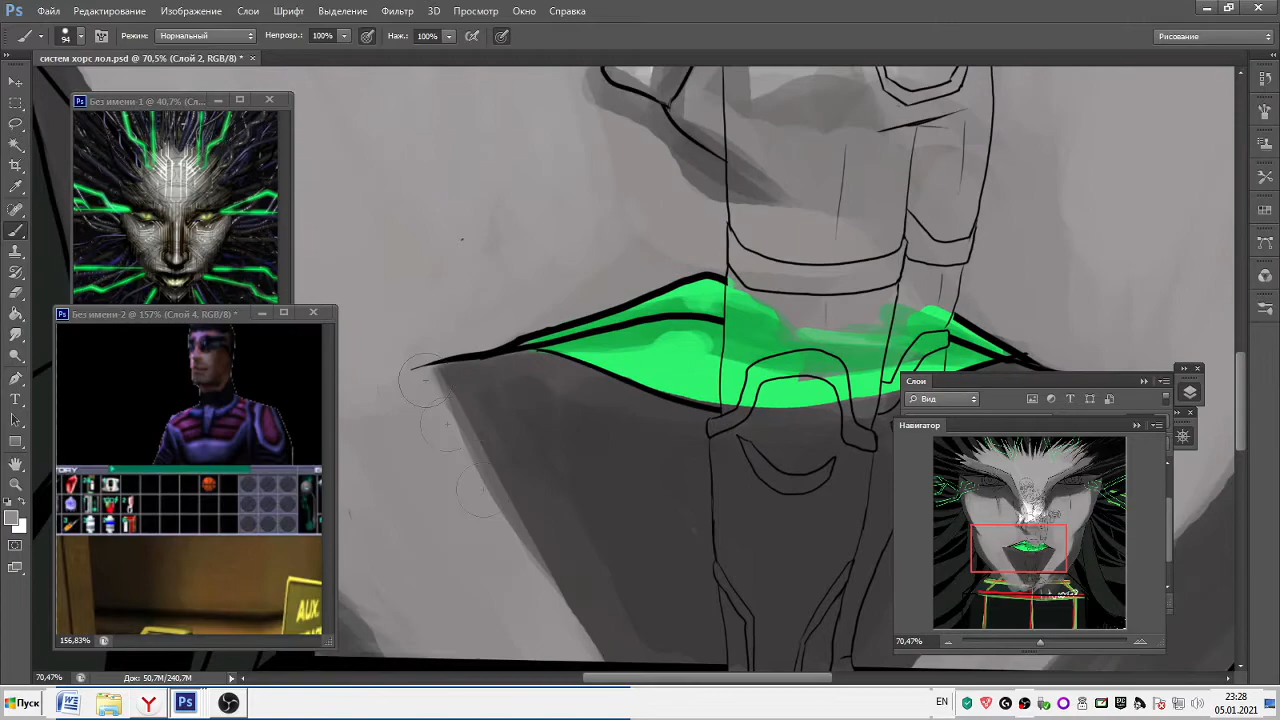 Файл Редактирование Изображение Слои Шрифт Выделение Фильтр 3D Просмотр Окно Справка
94 Режим: Нормальный Непрозр.: 100% Наж.: 100% Рисование
систем хорс лол.psd @ 70,5% (Слой 2, RGB/8) *
Без имени-1 @ 40,7% (Сл...
Без имени-2 @ 157% (Слой 4, RGB/8) *
AUX.
156,83%
Слои
Вид
Навигатор
70,47%
70,47% Док: 50,7M/240,7M
Пуск EN 23:28
05.01.2021